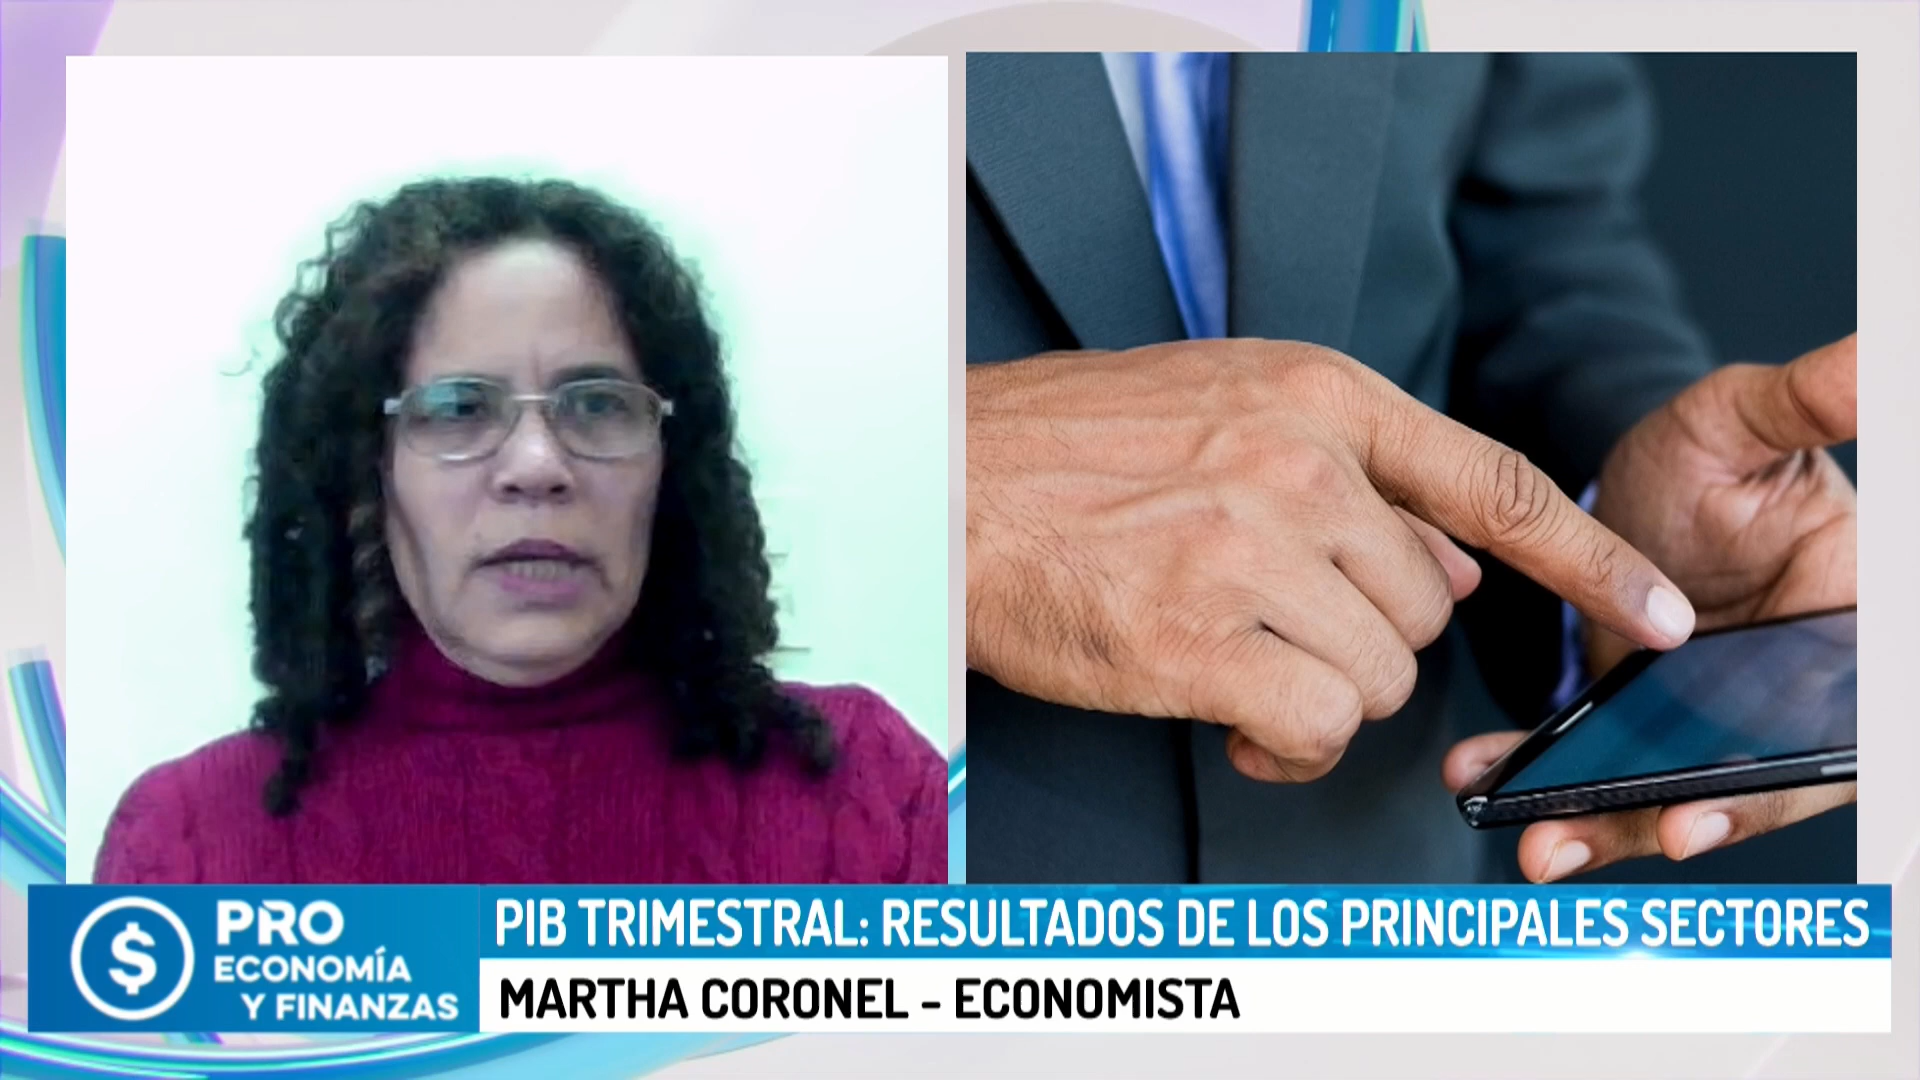 $
PRO
ECONOMÍA
Y FINANZAS
PIB TRIMESTRAL: RESULTADOS DE LOS PRINCIPALES SECTORES
MARTHA CORONEL - ECONOMISTA